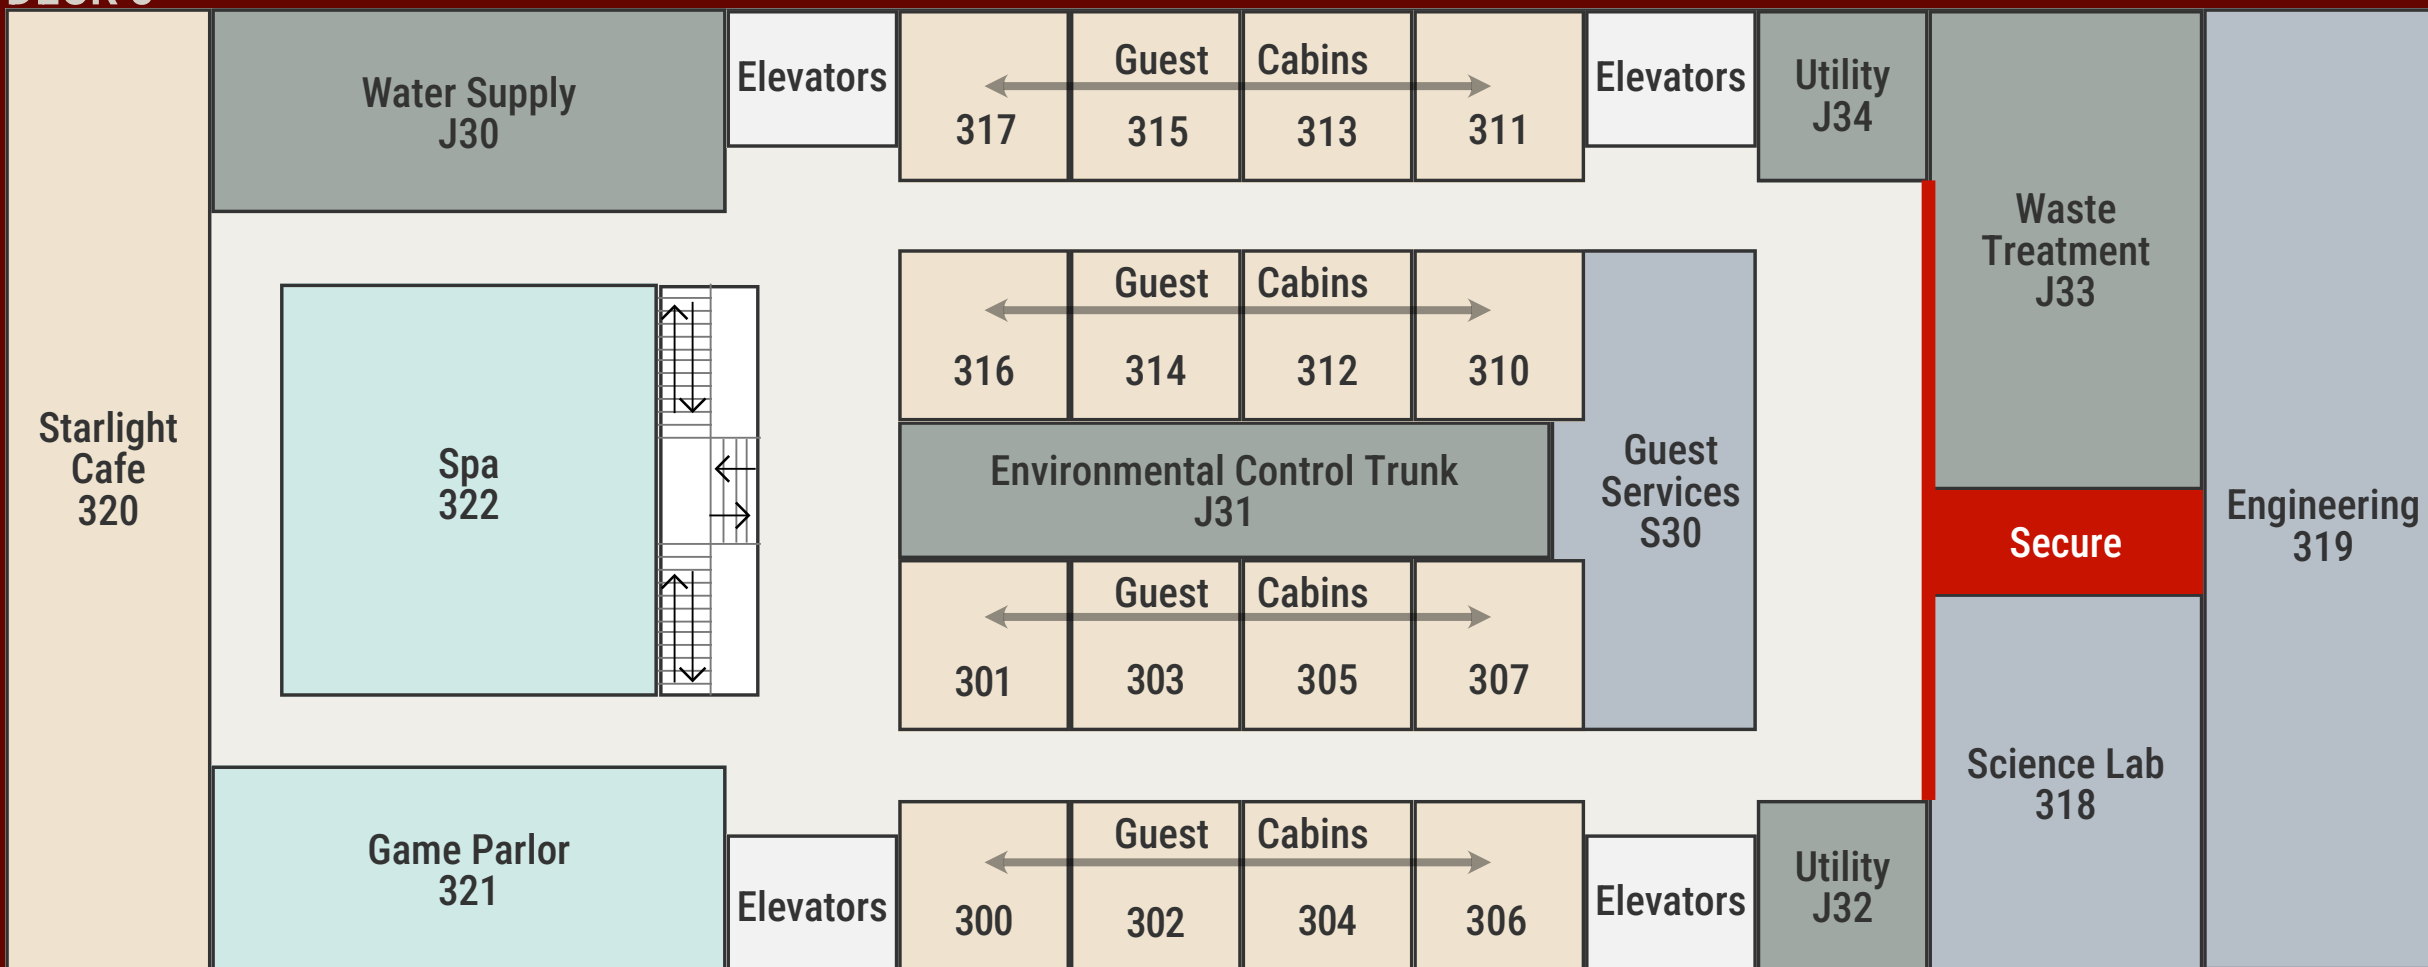 Water Supply
J30
Elevators
Guest Cabins
317 315 313 311
Elevators
Utility
J34
Waste
Treatment
J33
Guest Cabins
316 314 312 310
Starlight
Cafe
320
Spa
322
Environmental Control Trunk
J31
Guest
Services
S30
Secure
Engineering
319
Guest Cabins
301 303 305 307
Science Lab
318
Game Parlor
321
Elevators
Guest Cabins
300 302 304 306
Elevators
Utility
J32